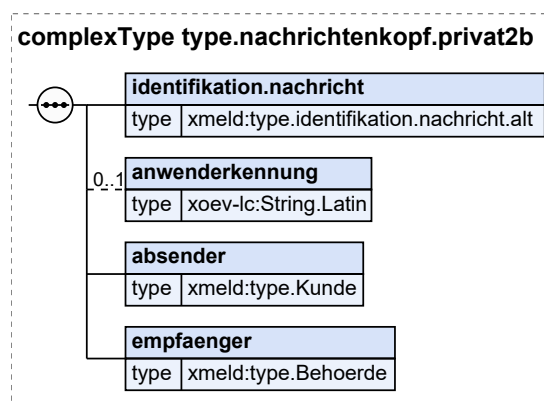 complexType type.nachrichtenkopf.privat2b
identifikation.nachricht
type xmeld:type.identifikation.nachricht.alt
0..1
anwenderkennung
type xoev-lc:String.Latin
absender
type xmeld:type.Kunde
empfaenger
type xmeld:type.Behoerde